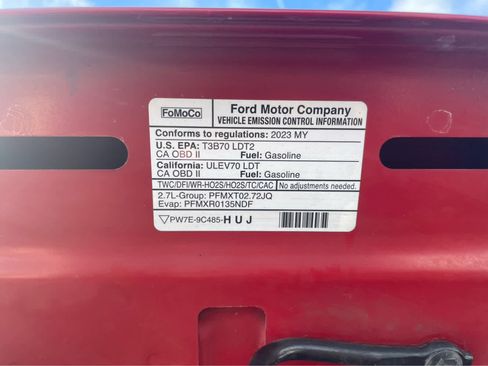 FoMoCo
Ford Motor Company
VEHICLE EMISSION CONTROL INFORMATION
Conforms to regulations: 2023 MY
U.S. EPA: T3B70 LDT2
CA OBD II Fuel: Gasoline
California: ULEV70 LDT
CA OBD II Fuel: Gasoline
TWC/DFI/WR-HO2S/HO2S/TC/CAC No adjustments needed.
2.7L-Group: PFMXT02.72JQ
Evap: PFMXR0135NDF
PW7E-9C485-HUJ